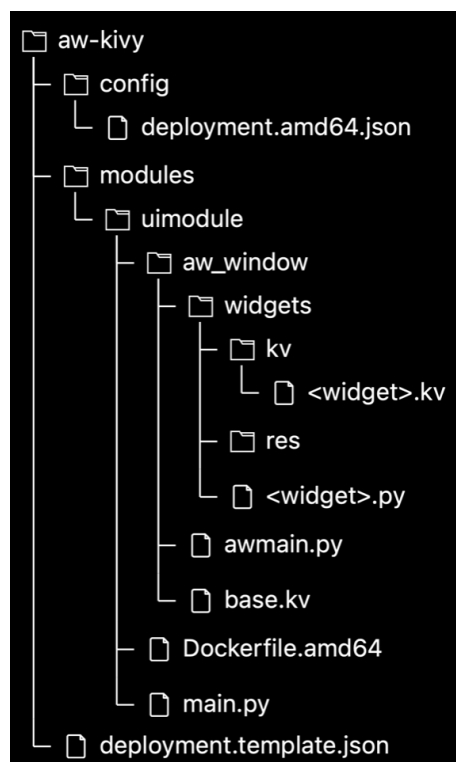 aw-kivy
config
deployment.amd64.json
modules
uimodule
aw_window
widgets
kv
<widget>.kv
res
<widget>.py
awmain.py
base.kv
Dockerfile.amd64
main.py
deployment.template.json